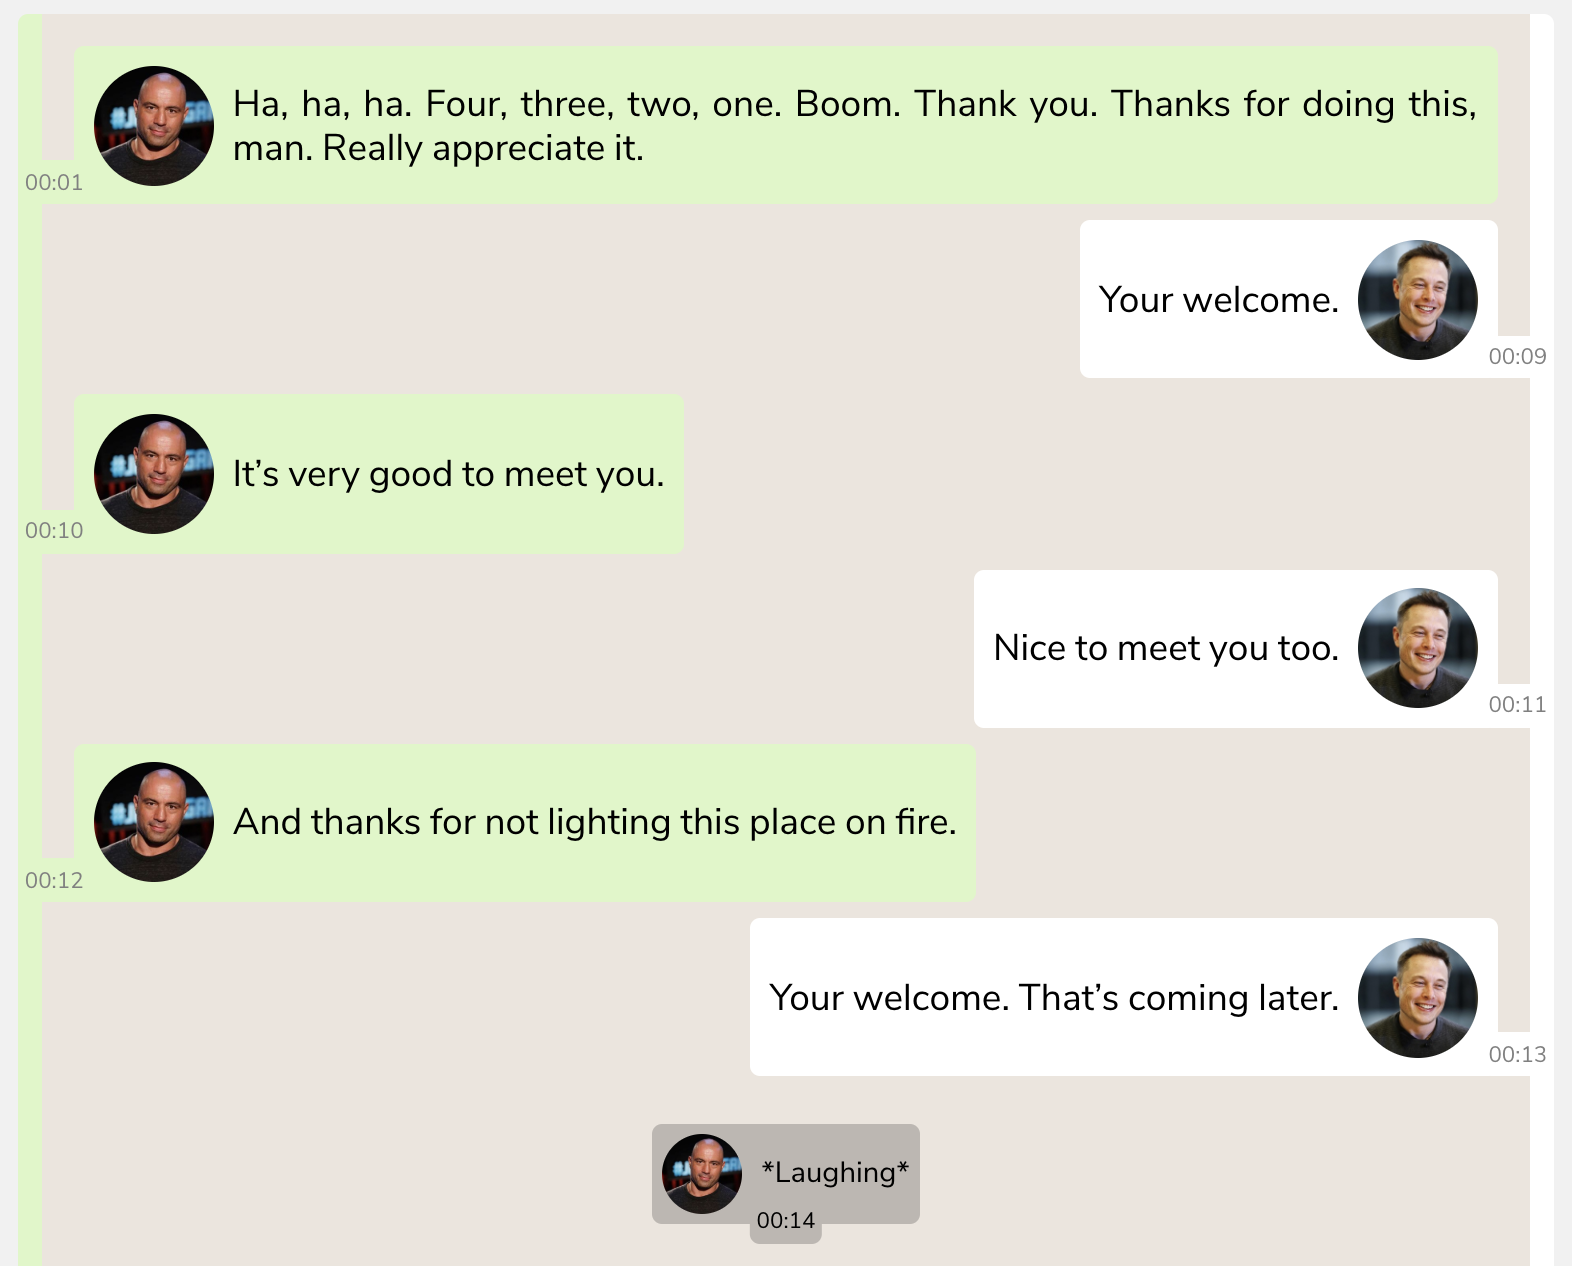 Ha, ha, ha. Four, three, two, one. Boom. Thank you. Thanks for doing this,
man. Really appreciate it.
00:01
Your welcome.
00:09
It’s very good to meet you.
00:10
Nice to meet you too.
00:11
And thanks for not lighting this place on fire.
00:12
Your welcome. That’s coming later.
00:13
*Laughing*
00:14